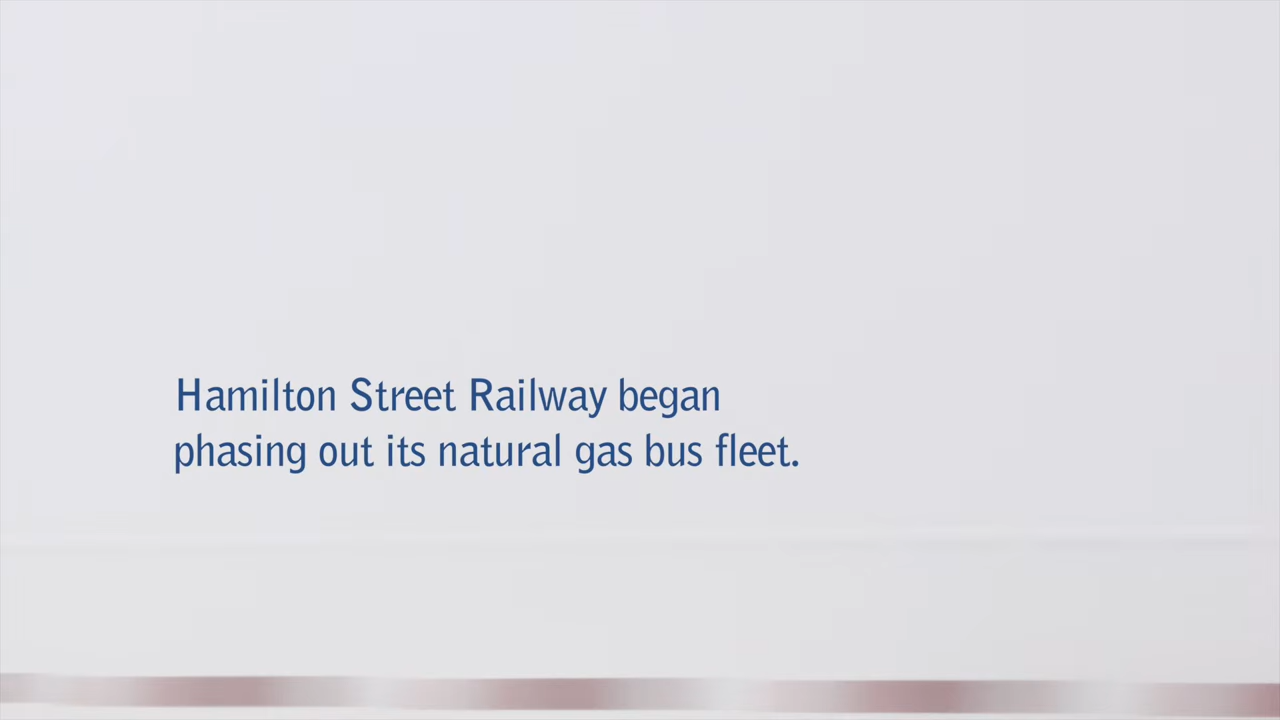 Hamilton Street Railway began
phasing out its natural gas bus fleet.